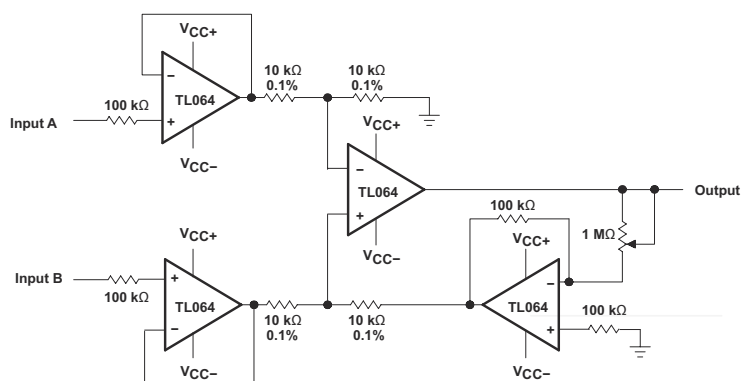 VCC+
10 kΩ
0.1%
10 kΩ
0.1%
100 kΩ
TL064
Input A
VCC−
VCC+
TL064
Output
100 kΩ
1 MΩ
VCC+
VCC−
VCC+
Input B
100 kΩ
TL064
10 kΩ
0.1%
10 kΩ
0.1%
TL064
100 kΩ
VCC−
VCC−